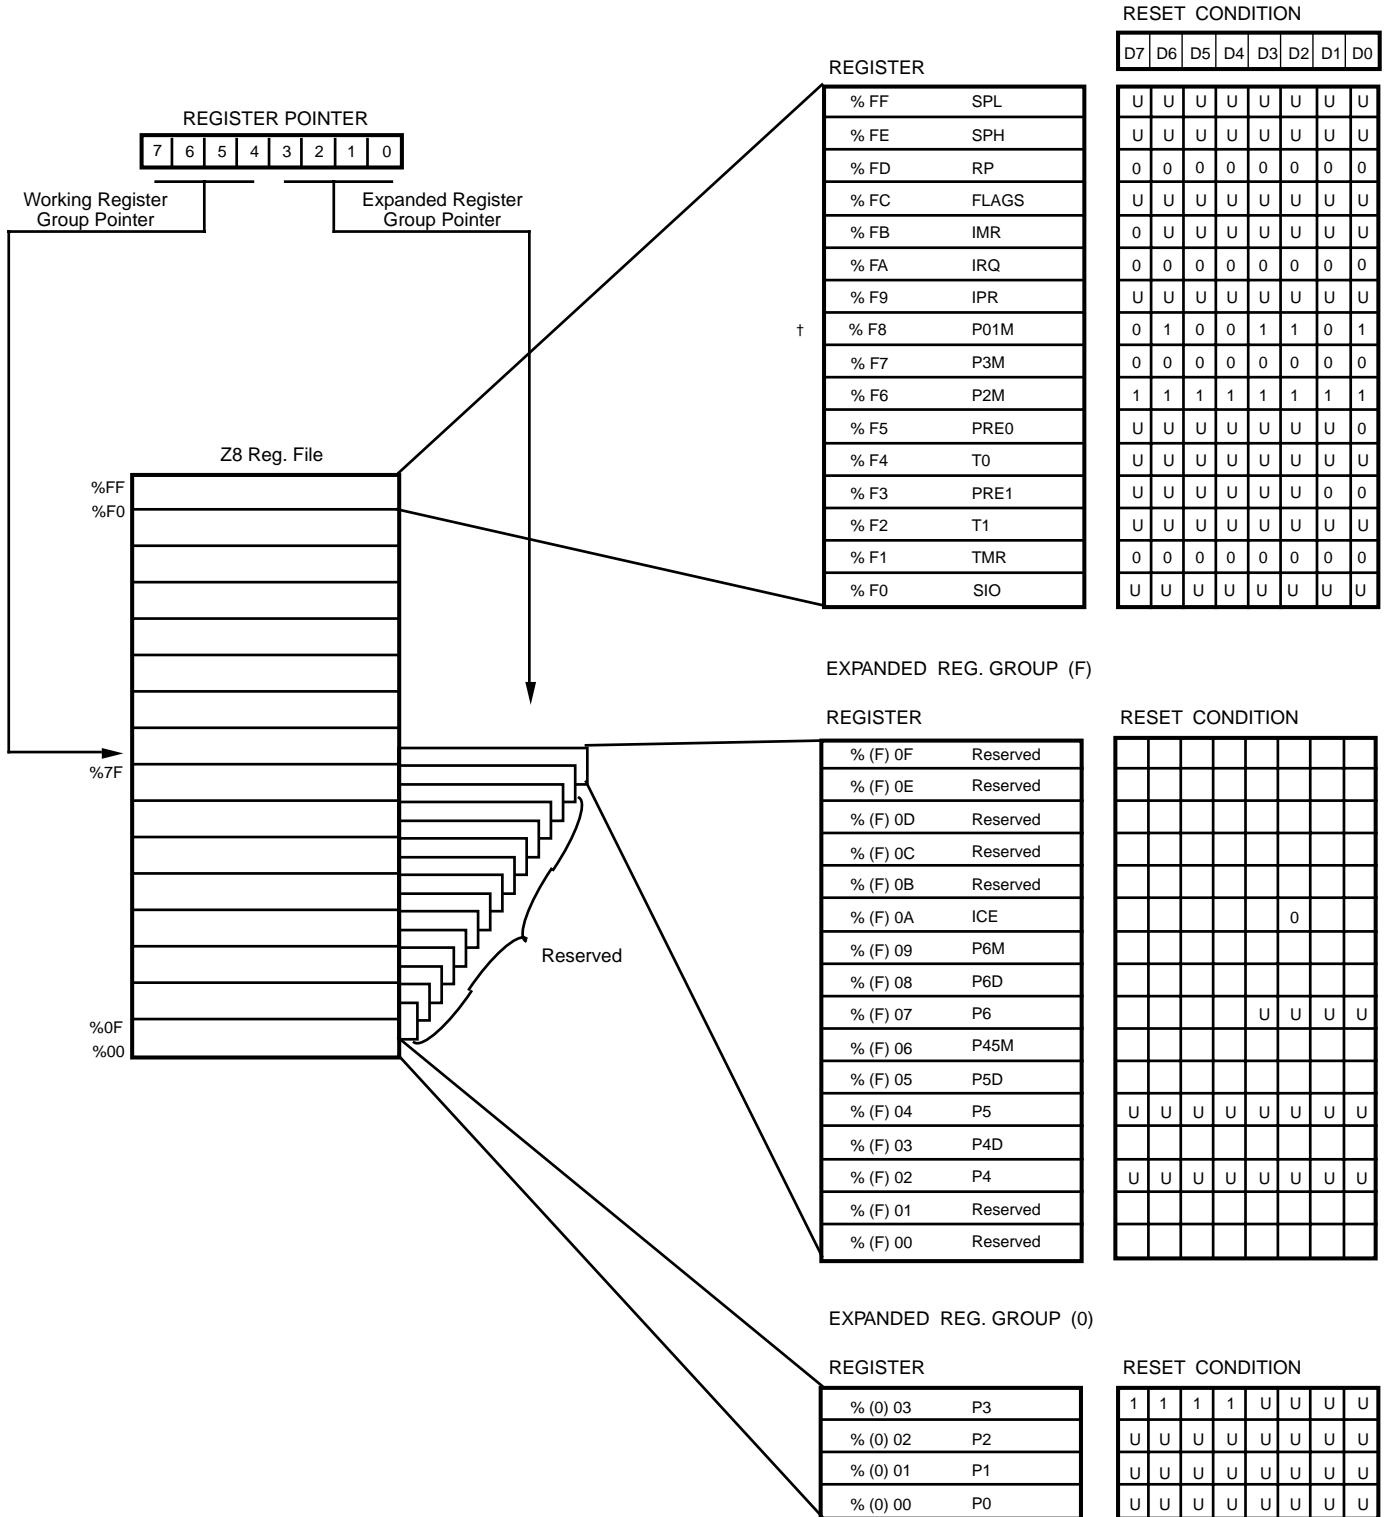 RESET CONDITION
D7 D6 D5 D4 D3 D2 D1 D0
REGISTER
% FF SPL U U U U U U U U
% FE SPH U U U U U U U U
% FD RP 0 0 0 0 0 0 0 0
% FC FLAGS U U U U U U U U
% FB IMR 0 U U U U U U U
% FA IRQ 0 0 0 0 0 0 0 0
% F9 IPR U U U U U U U U
† % F8 P01M 0 1 0 0 1 1 0 1
% F7 P3M 0 0 0 0 0 0 0 0
% F6 P2M 1 1 1 1 1 1 1 1
% F5 PRE0 U U U U U U U 0
% F4 T0 U U U U U U U U
% F3 PRE1 U U U U U U 0 0
% F2 T1 U U U U U U U U
% F1 TMR 0 0 0 0 0 0 0 0
% F0 SIO U U U U U U U U
REGISTER POINTER
7 6 5 4 3 2 1 0
Working Register
Group Pointer
Expanded Register
Group Pointer
Z8 Reg. File
%FF
%F0
%7F
%0F
%00
Reserved
EXPANDED REG. GROUP (F)
REGISTER RESET CONDITION
% (F) 0F Reserved
% (F) 0E Reserved
% (F) 0D Reserved
% (F) 0C Reserved
% (F) 0B Reserved
% (F) 0A ICE 0
% (F) 09 P6M
% (F) 08 P6D
% (F) 07 P6 U U U U
% (F) 06 P45M
% (F) 05 P5D
% (F) 04 P5 U U U U U U U U
% (F) 03 P4D
% (F) 02 P4 U U U U U U U U
% (F) 01 Reserved
% (F) 00 Reserved
EXPANDED REG. GROUP (0)
REGISTER RESET CONDITION
% (0) 03 P3 1 1 1 1 U U U U
% (0) 02 P2 U U U U U U U U
% (0) 01 P1 U U U U U U U U
% (0) 00 P0 U U U U U U U U